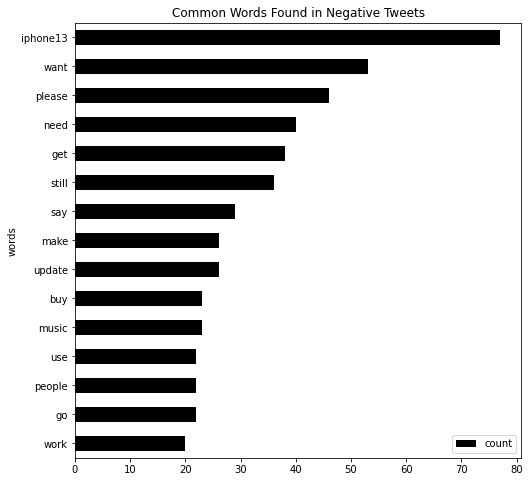 Common Words Found in Negative Tweets
words
iphone13
want
please
need
get
still
say
make
update
buy
music
use
people
go
work
count
0 10 20 30 40 50 60 70 80